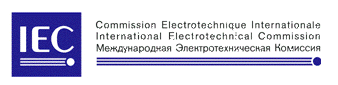 IEC
Commission Electrotechnique Internationale
International Electrotechnical Commission
Международная Электротехническая Комиссия